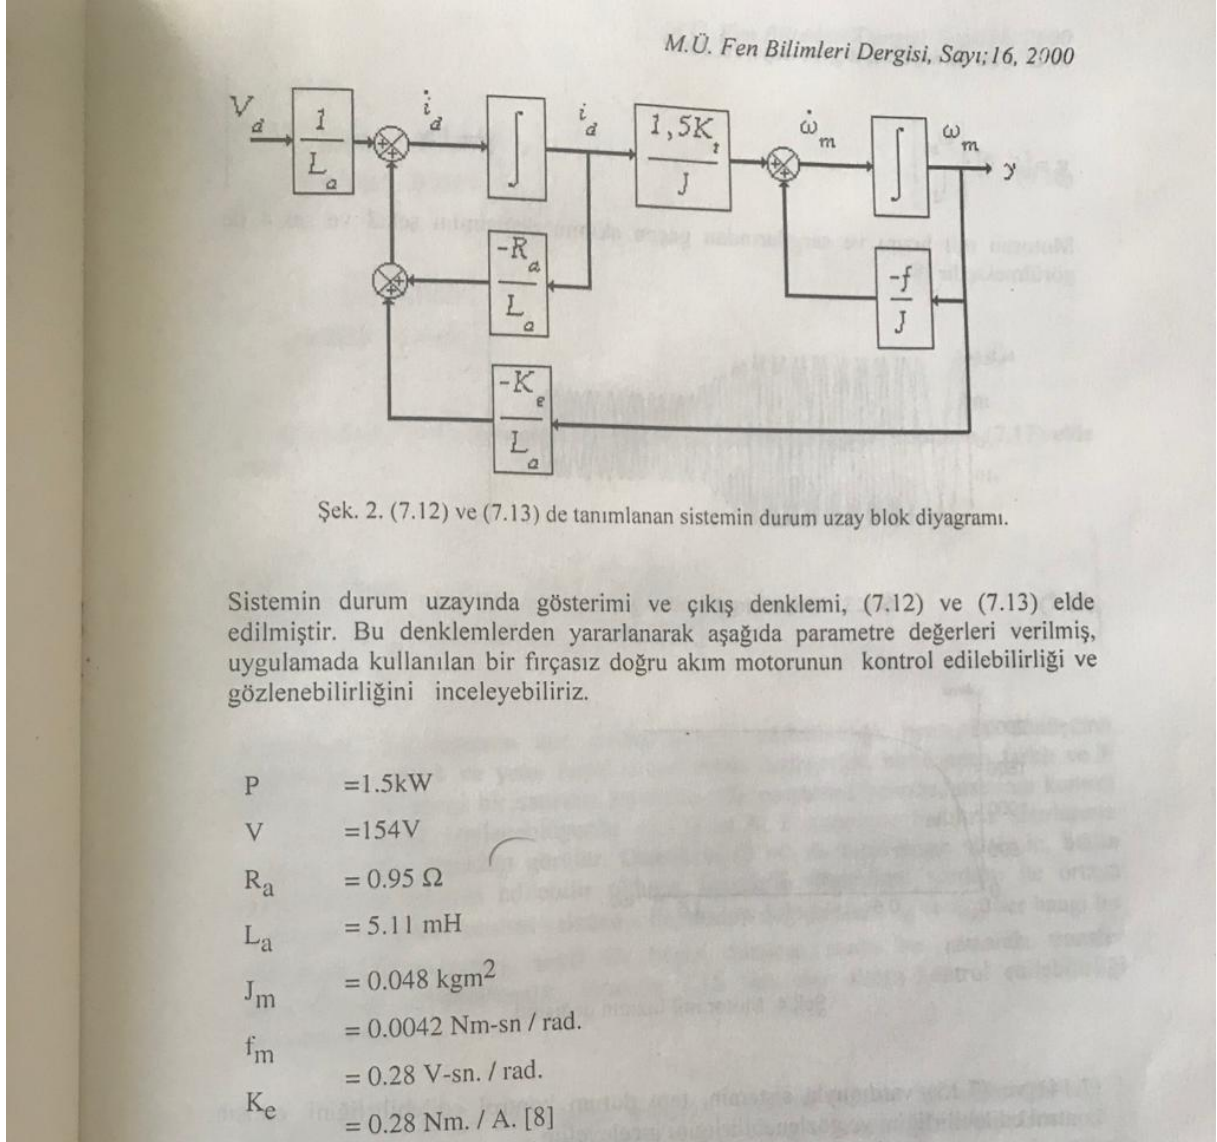 M.Ü. Fen Bilimleri Dergisi, Sayı;16, 2000
V d
1
L a
i d
∫
i d
1,5K t
J
ω̇ m
∫
ω m
y
-R a
L a
-f
J
-K e
L a
Şek. 2. (7.12) ve (7.13) de tanımlanan sistemin durum uzay blok diyagramı.
Sistemin durum uzayında gösterimi ve çıkış denklemi, (7.12) ve (7.13) elde
edilmiştir. Bu denklemlerden yararlanarak aşağıda parametre değerleri verilmiş,
uygulamada kullanılan bir fırçasız doğru akım motorunun kontrol edilebilirliği ve
gözlenebilirliğini inceleyebiliriz.
P =1.5kW
V =154V
Ra = 0.95 Ω
La = 5.11 mH
Jm = 0.048 kgm²
fm = 0.0042 Nm-sn / rad.
Ke = 0.28 V-sn. / rad.
= 0.28 Nm. / A. [8]